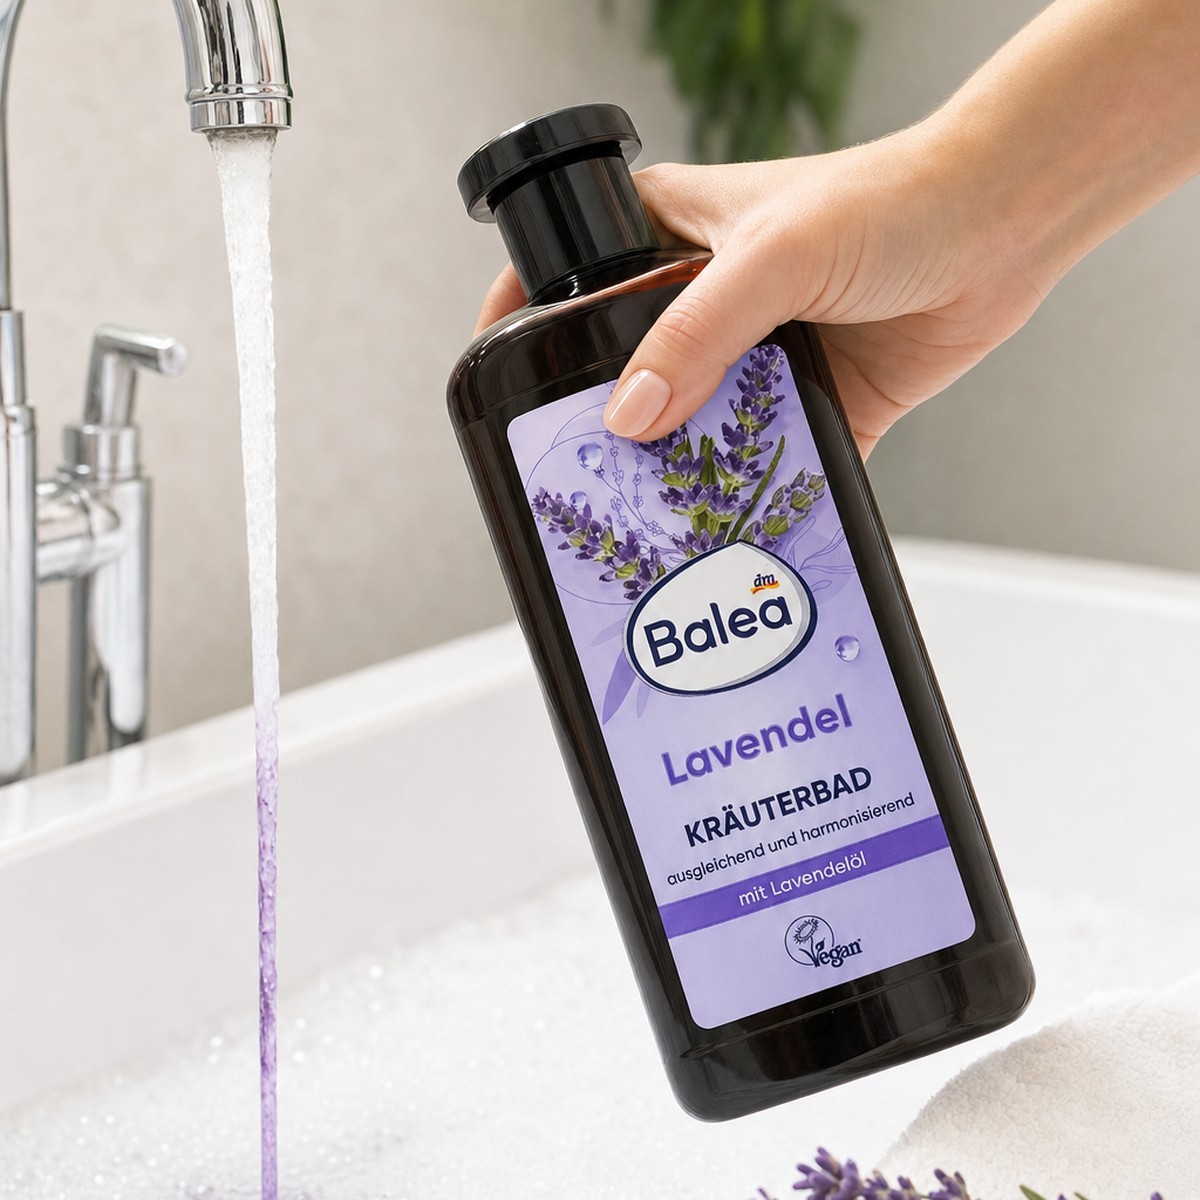 dm
Balea
Lavendel
KRÄUTERBAD
ausgleichend und harmonisierend
mit Lavendelöl
Vegan